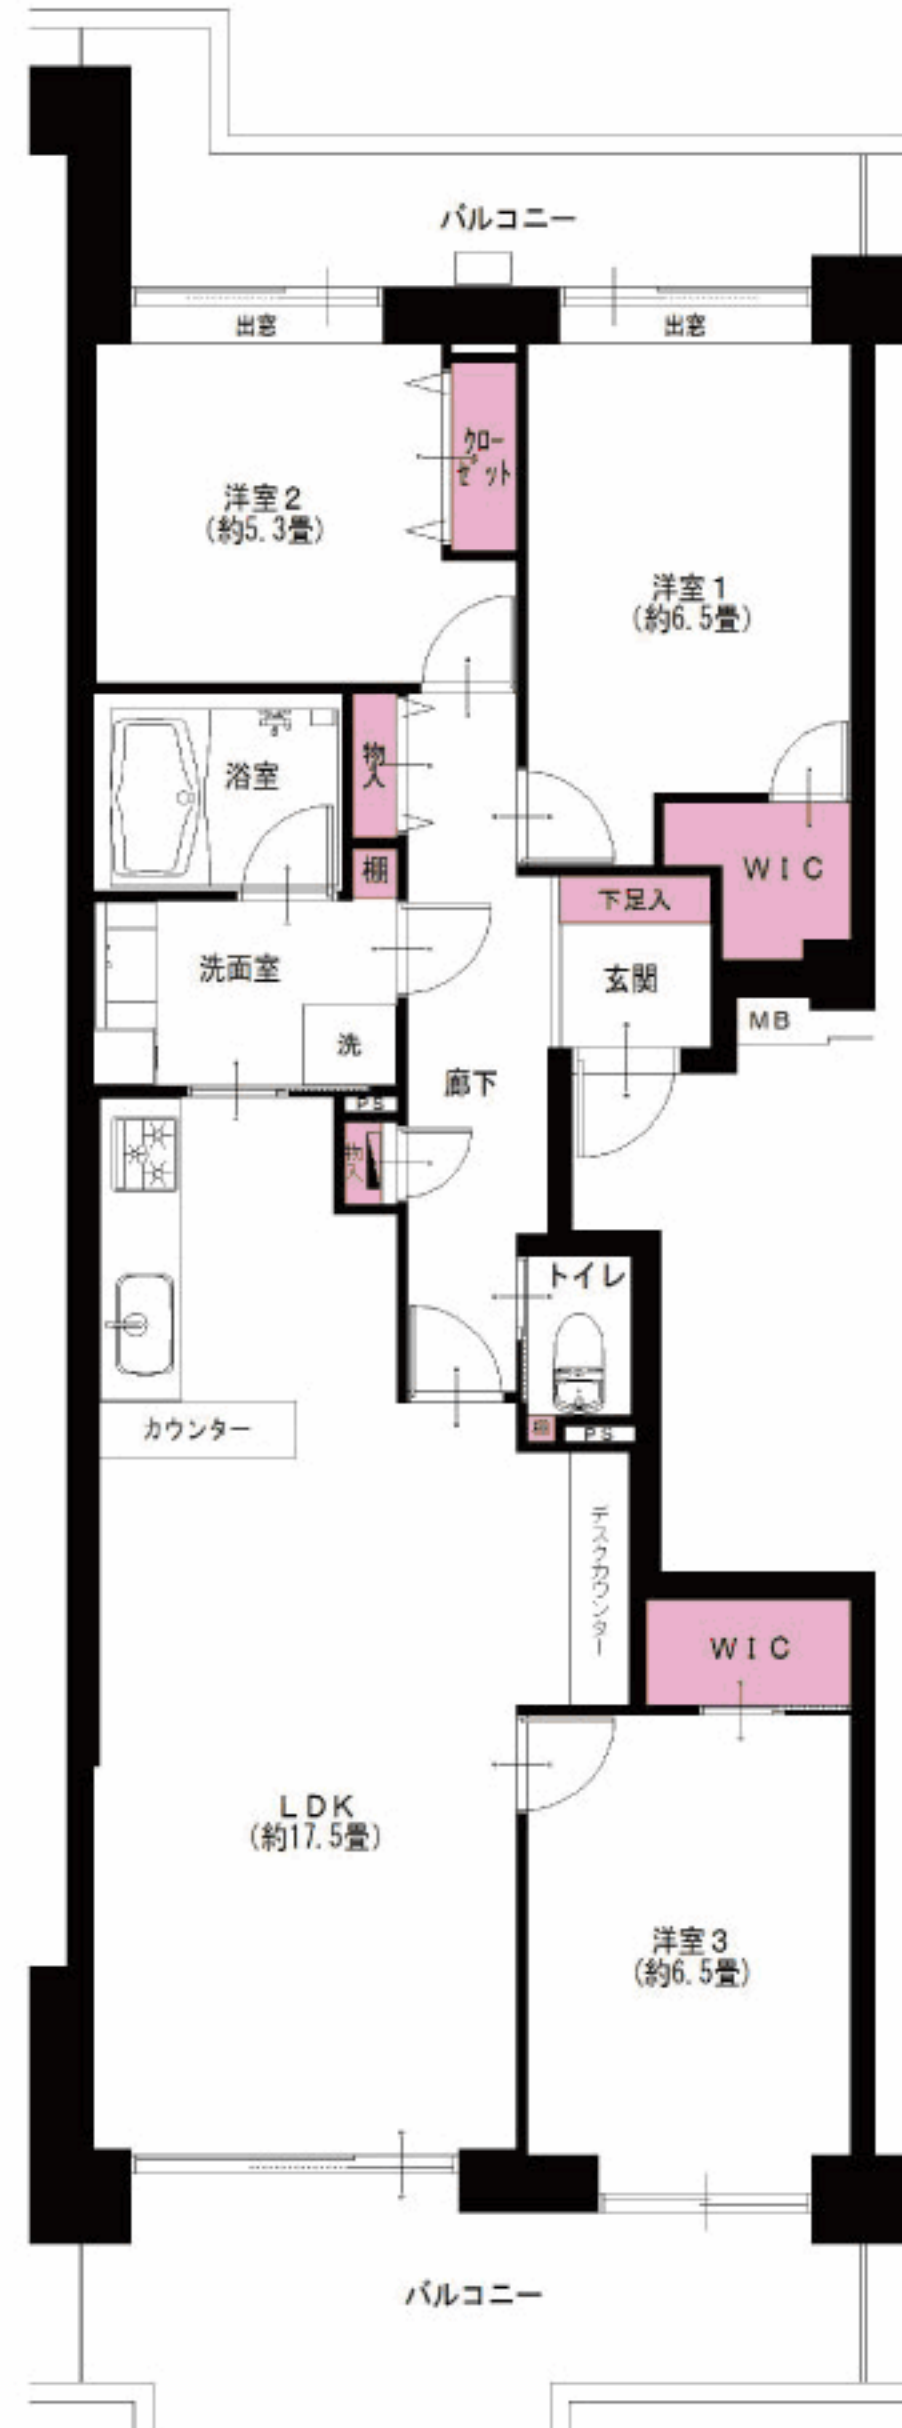 バルコニー
出窓
出窓
クロー
ゼット
洋室2
(約5.3畳)
洋室1
(約6.5畳)
物入
浴室
棚
WIC
下足入
洗面室
玄関
洗
MB
廊下
PS
物入
トイレ
カウンター
棚
PS
デスクカウンター
WIC
LDK
(約17.5畳)
洋室3
(約6.5畳)
バルコニー